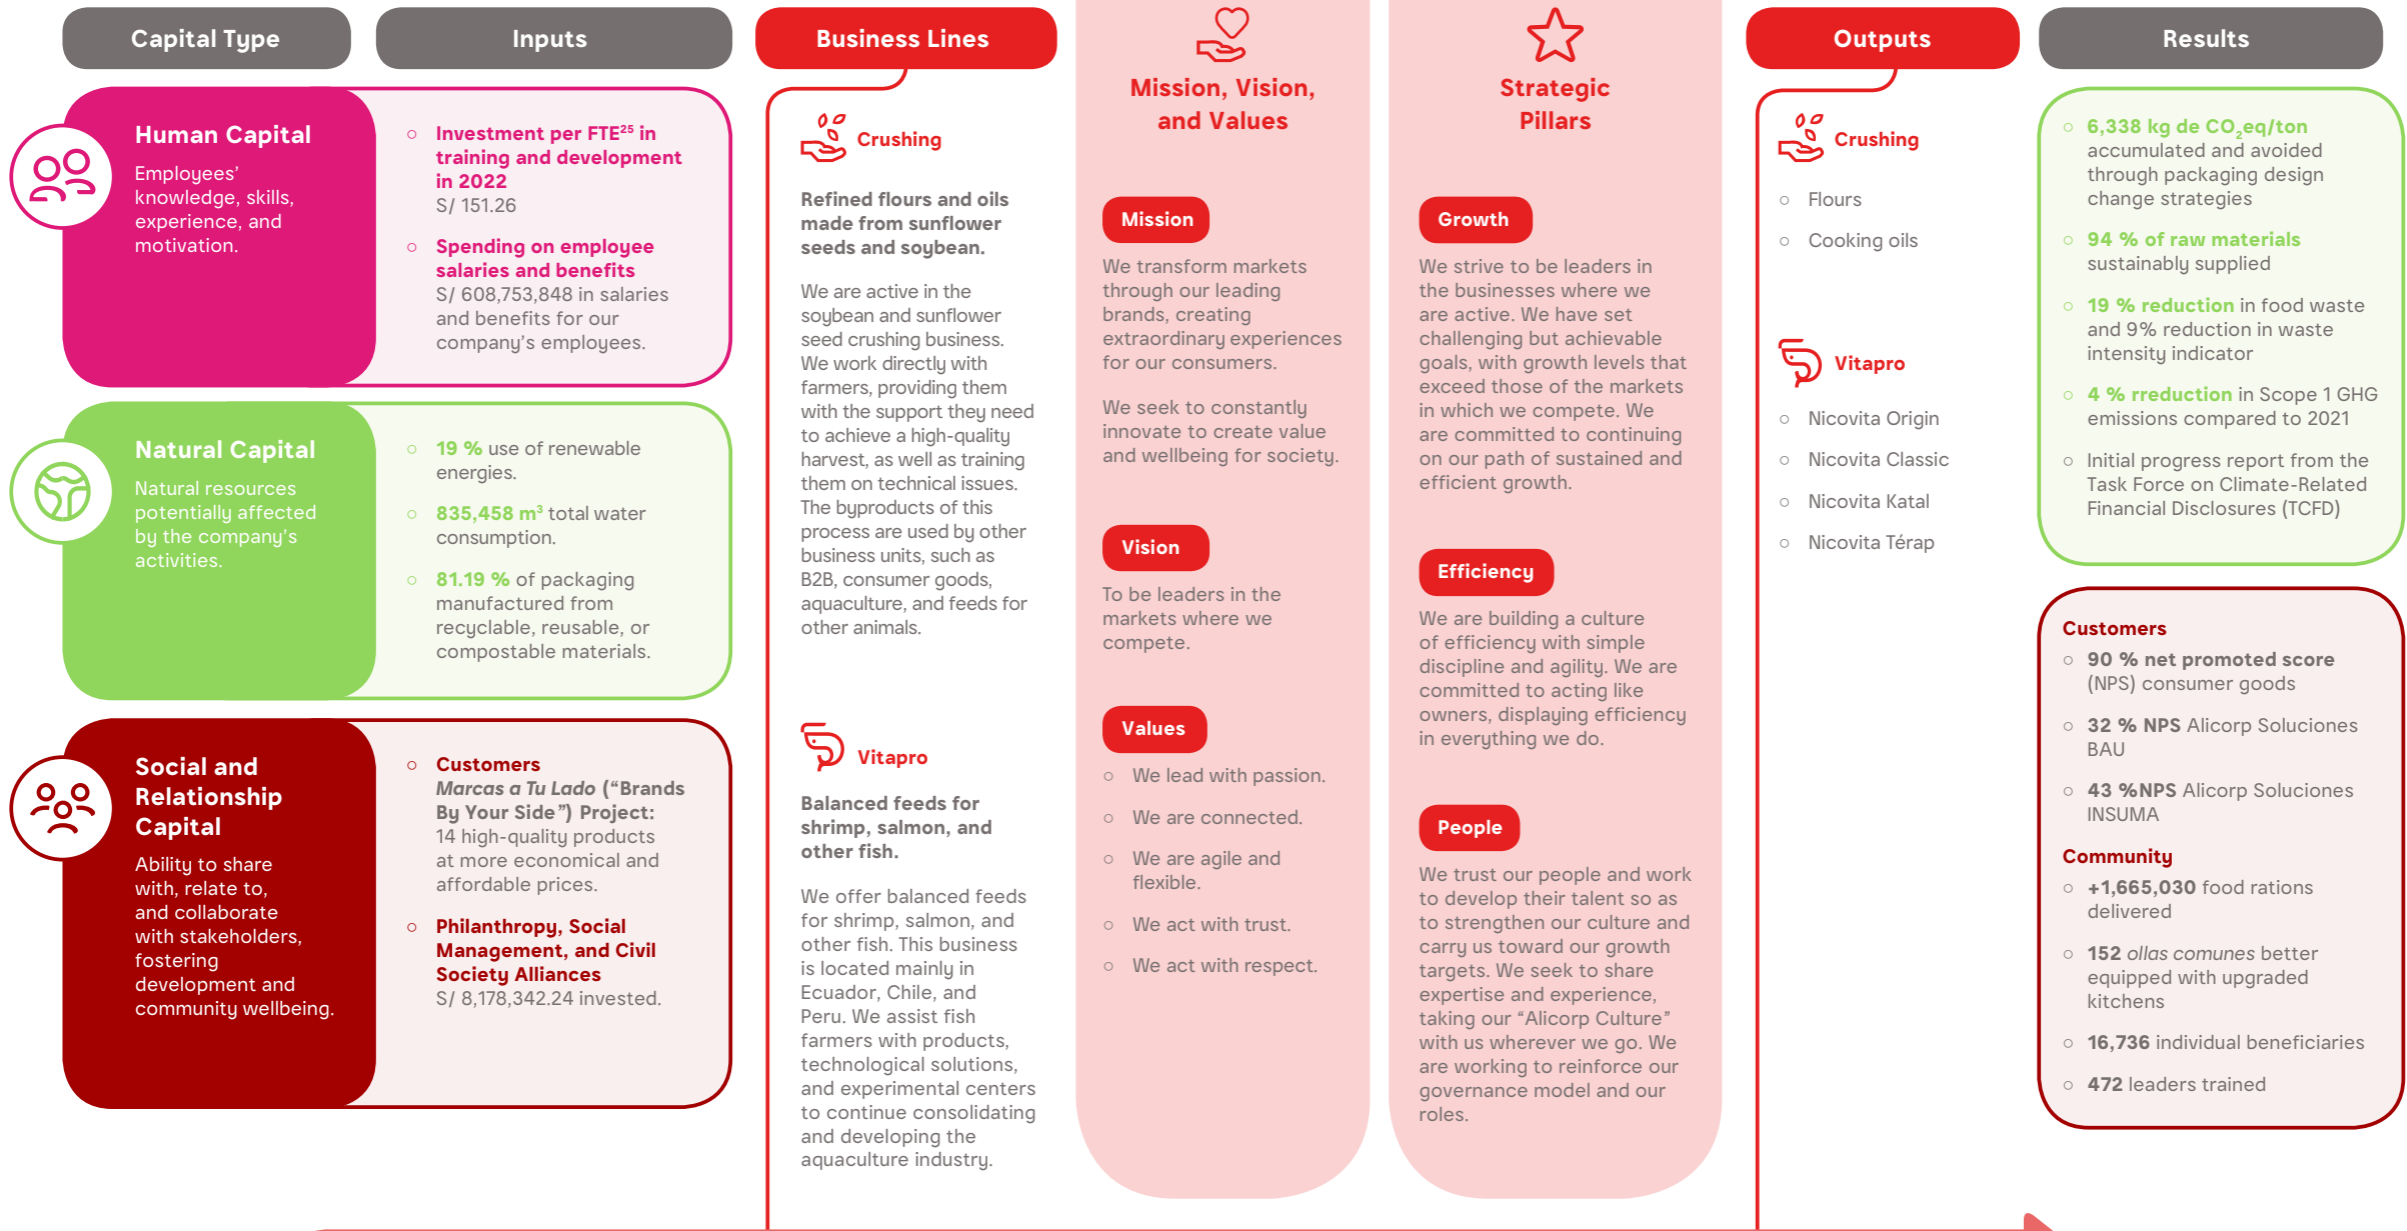 Capital Type
Inputs
Business Lines
Mission, Vision,
and Values
Strategic
Pillars
Outputs
Results
Human Capital
Employees'
knowledge, skills,
experience, and
motivation.
○ Investment per FTE²⁵ in
training and development
in 2022
S/ 151.26
○ Spending on employee
salaries and benefits
S/ 608,753,848 in salaries
and benefits for our
company's employees.
Natural Capital
Natural resources
potentially affected
by the company's
activities.
○ 19 % use of renewable
energies.
○ 835,458 m³ total water
consumption.
○ 81.19 % of packaging
manufactured from
recyclable, reusable, or
compostable materials.
Social and
Relationship
Capital
Ability to share
with, relate to,
and collaborate
with stakeholders,
fostering
development and
community wellbeing.
○ Customers
Marcas a Tu Lado (“Brands
By Your Side”) Project:
14 high-quality products
at more economical and
affordable prices.
○ Philanthropy, Social
Management, and Civil
Society Alliances
S/ 8,178,342.24 invested.
Crushing
Refined flours and oils
made from sunflower
seeds and soybean.
We are active in the
soybean and sunflower
seed crushing business.
We work directly with
farmers, providing them
with the support they need
to achieve a high-quality
harvest, as well as training
them on technical issues.
The byproducts of this
process are used by other
business units, such as
B2B, consumer goods,
aquaculture, and feeds for
other animals.
Vitapro
Balanced feeds for
shrimp, salmon, and
other fish.
We offer balanced feeds
for shrimp, salmon, and
other fish. This business
is located mainly in
Ecuador, Chile, and
Peru. We assist fish
farmers with products,
technological solutions,
and experimental centers
to continue consolidating
and developing the
aquaculture industry.
Mission
We transform markets
through our leading
brands, creating
extraordinary experiences
for our consumers.
We seek to constantly
innovate to create value
and wellbeing for society.
Vision
To be leaders in the
markets where we
compete.
Values
○ We lead with passion.
○ We are connected.
○ We are agile and
flexible.
○ We act with trust.
○ We act with respect.
Growth
We strive to be leaders in
the businesses where we
are active. We have set
challenging but achievable
goals, with growth levels that
exceed those of the markets
in which we compete. We
are committed to continuing
on our path of sustained and
efficient growth.
Efficiency
We are building a culture
of efficiency with simple
discipline and agility. We are
committed to acting like
owners, displaying efficiency
in everything we do.
People
We trust our people and work
to develop their talent so as
to strengthen our culture and
carry us toward our growth
targets. We seek to share
expertise and experience,
taking our “Alicorp Culture”
with us wherever we go. We
are working to reinforce our
governance model and our
roles.
Crushing
○ Flours
○ Cooking oils
Vitapro
○ Nicovita Origin
○ Nicovita Classic
○ Nicovita Katal
○ Nicovita Térap
○ 6,338 kg de CO₂eq/ton
accumulated and avoided
through packaging design
change strategies
○ 94 % of raw materials
sustainably supplied
○ 19 % reduction in food waste
and 9% reduction in waste
intensity indicator
○ 4 % rreduction in Scope 1 GHG
emissions compared to 2021
○ Initial progress report from the
Task Force on Climate-Related
Financial Disclosures (TCFD)
Customers
○ 90 % net promoted score
(NPS) consumer goods
○ 32 % NPS Alicorp Soluciones
BAU
○ 43 %NPS Alicorp Soluciones
INSUMA
Community
○ +1,665,030 food rations
delivered
○ 152 ollas comunes better
equipped with upgraded
kitchens
○ 16,736 individual beneficiaries
○ 472 leaders trained